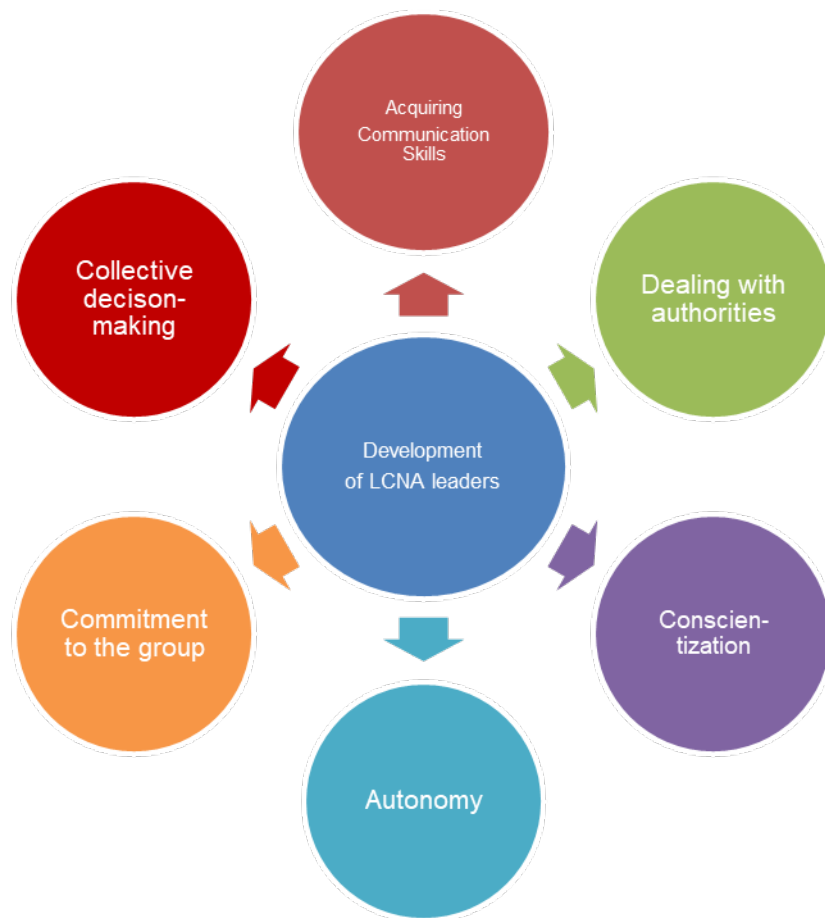 Acquiring
Communication
Skills
Collective
decison-
making
Dealing with
authorities
Development
of LCNA leaders
Commitment
to the group
Conscien-
tization
Autonomy